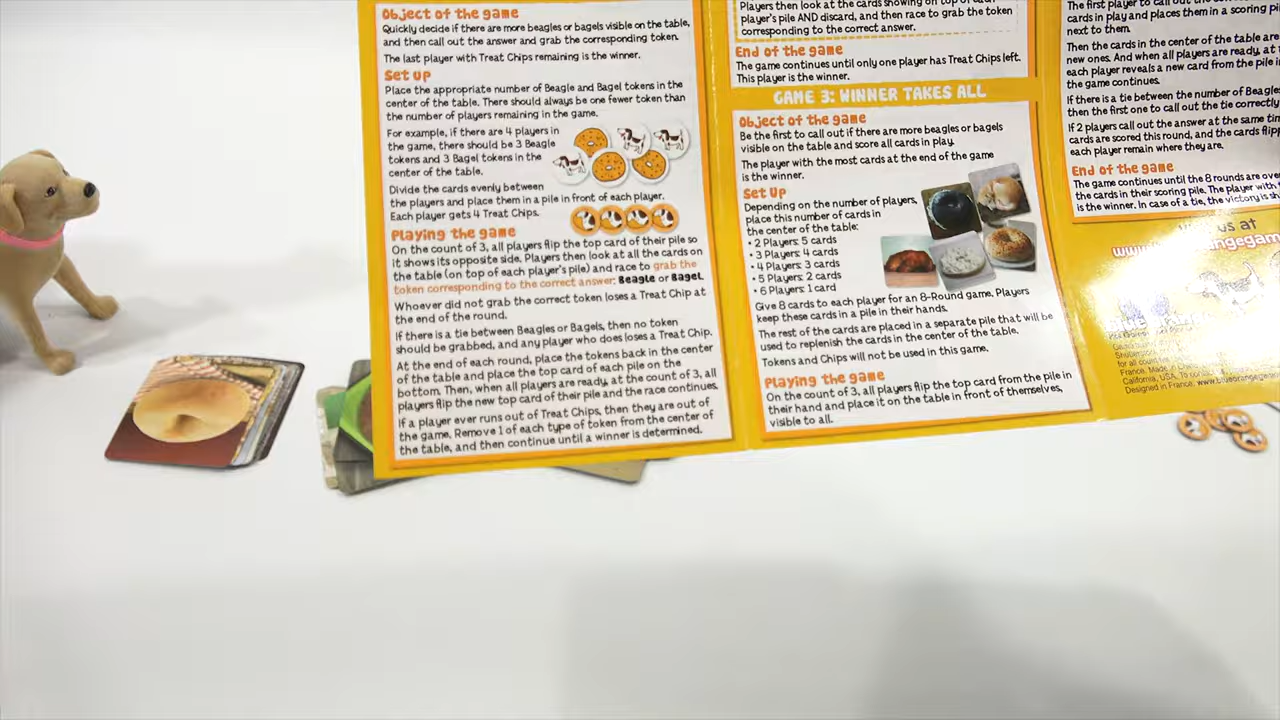 Object of the game
Quickly decide if there are more beagles or bagels visible on the table,
and then call out the answer and grab the corresponding token.
The last player with Treat Chips remaining is the winner.
Set Up
Place the appropriate number of Beagle and Bagel tokens in the
center of the table. There should always be one fewer token than
the number of players remaining in the game.
For example, if there are 4 players in
the game, there should be 3 Beagle
tokens and 3 Bagel tokens in the
center of the table.
Divide the cards evenly between
the players and place them in a pile in front of each player.
Each player gets 4 Treat Chips.
Playing the game
On the count of 3, all players flip the top card of their pile so
it shows its opposite side. Players then look at all the cards on
the table (on top of each player's pile) and race to grab the
token corresponding to the correct answer: Beagle or Bagel.
Whoever did not grab the correct token loses a Treat Chip at
the end of the round.
If there is a tie between Beagles or Bagels, then no token
should be grabbed, and any player who does loses a Treat Chip.
At the end of each round, place the tokens back in the center
of the table and place the top card of each pile on the
bottom. Then, when all players are ready, at the count of 3, all
players flip the new top card of their pile and the race continues.
If a player ever runs out of Treat Chips, then they are out of
the game. Remove 1 of each type of token from the center of
the table, and then continue until a winner is determined.
Players then look at the cards showing on top of each
player's pile AND discard, and then race to grab the token
corresponding to the correct answer.
End of the game
The game continues until only one player has Treat Chips left.
This player is the winner.
GAME 3: WINNER TAKES ALL
Object of the game
Be the first to call out if there are more beagles or bagels
visible on the table and score all cards in play.
The player with the most cards at the end of the game
is the winner.
Set Up
Depending on the number of players,
place this number of cards in
the center of the table:
• 2 Players: 5 cards
• 3 Players: 4 cards
• 4 Players: 3 cards
• 5 Players: 2 cards
• 6 Players: 1 card
Give 8 cards to each player for an 8-Round game. Players
keep these cards in a pile in their hands.
The rest of the cards are placed in a separate pile that will be
used to replenish the cards in the center of the table.
Tokens and Chips will not be used in this game.
Playing the game
On the count of 3, all players flip the top card from the pile in
their hand and place it on the table in front of themselves,
visible to all.
The first player to call out the
cards in play and places them in a scoring
next to them.
Then the cards in the center of the table are
new ones. And when all players are ready, at
each player reveals a new card from the pile in
the game continues.
If there is a tie between the number of
then the first one to call out the tie correctly
If 2 players call out the answer at the same
cards are scored this round, and the cards
each player remain where they are.
End of the game
The game continues until the 8 rounds are
the cards in their scoring pile. The player with
is the winner. In case of a tie, the victory is
us at
California, USA.
Designed in France.